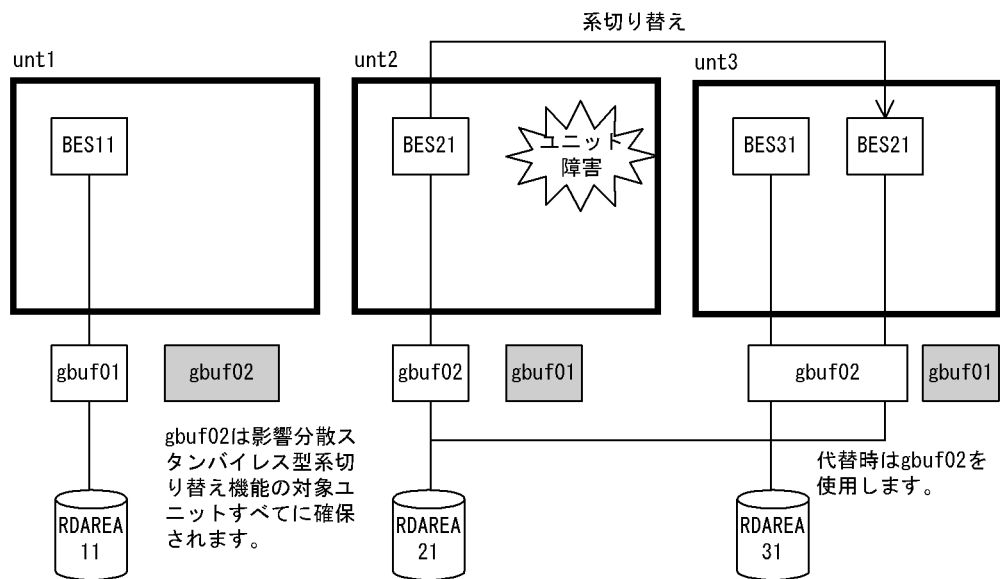 系切り替え
unt1
unt2
unt3
BES11
BES21
ユニット
障害
BES31
BES21
gbuf01
gbuf02
gbuf02
gbuf01
gbuf02
gbuf01
gbuf02は影響分散ス
タンバイレス型系切
り替え機能の対象ユ
ニットすべてに確保
されます。
代替時はgbuf02を
使用します。
RDAREA
11
RDAREA
21
RDAREA
31